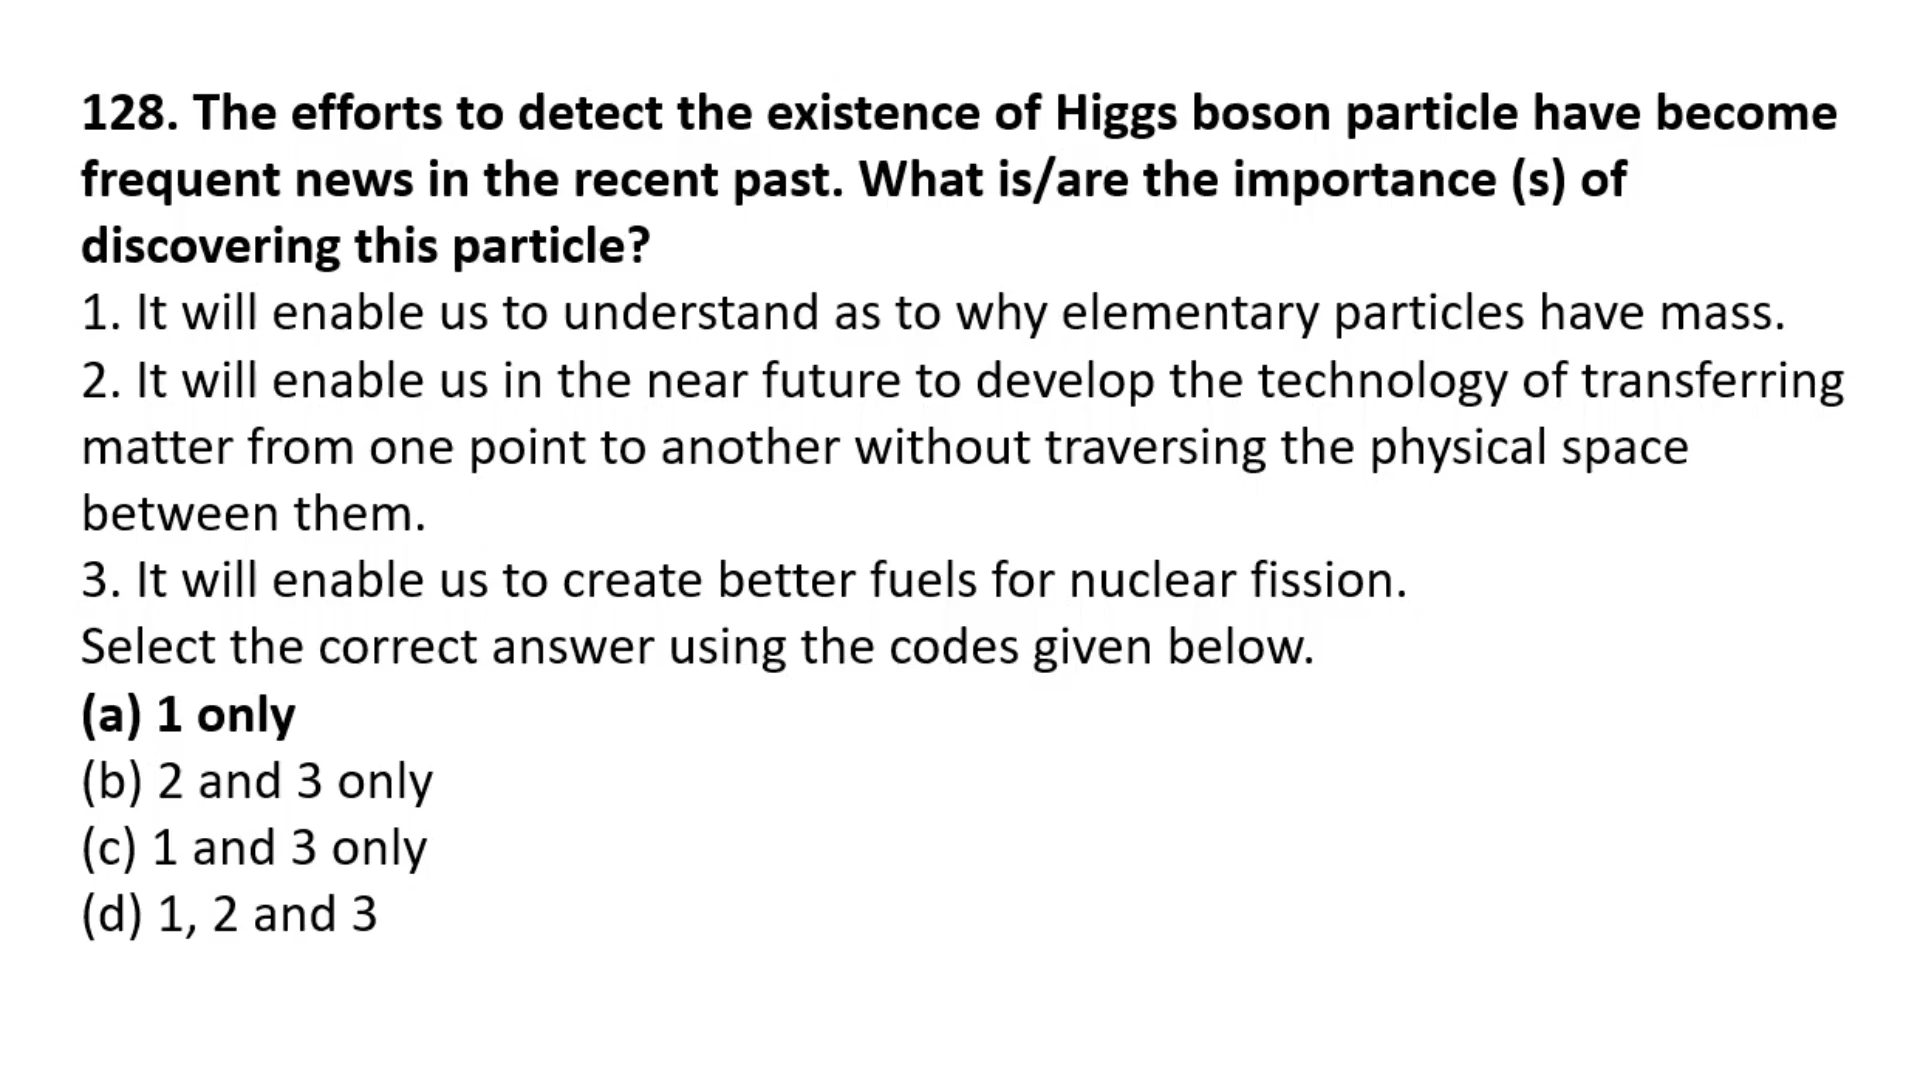 128. The efforts to detect the existence of Higgs boson particle have become
frequent news in the recent past. What is/are the importance (s) of
discovering this particle?
1. It will enable us to understand as to why elementary particles have mass.
2. It will enable us in the near future to develop the technology of transferring
matter from one point to another without traversing the physical space
between them.
3. It will enable us to create better fuels for nuclear fission.
Select the correct answer using the codes given below.
(a) 1 only
(b) 2 and 3 only
(c) 1 and 3 only
(d) 1, 2 and 3